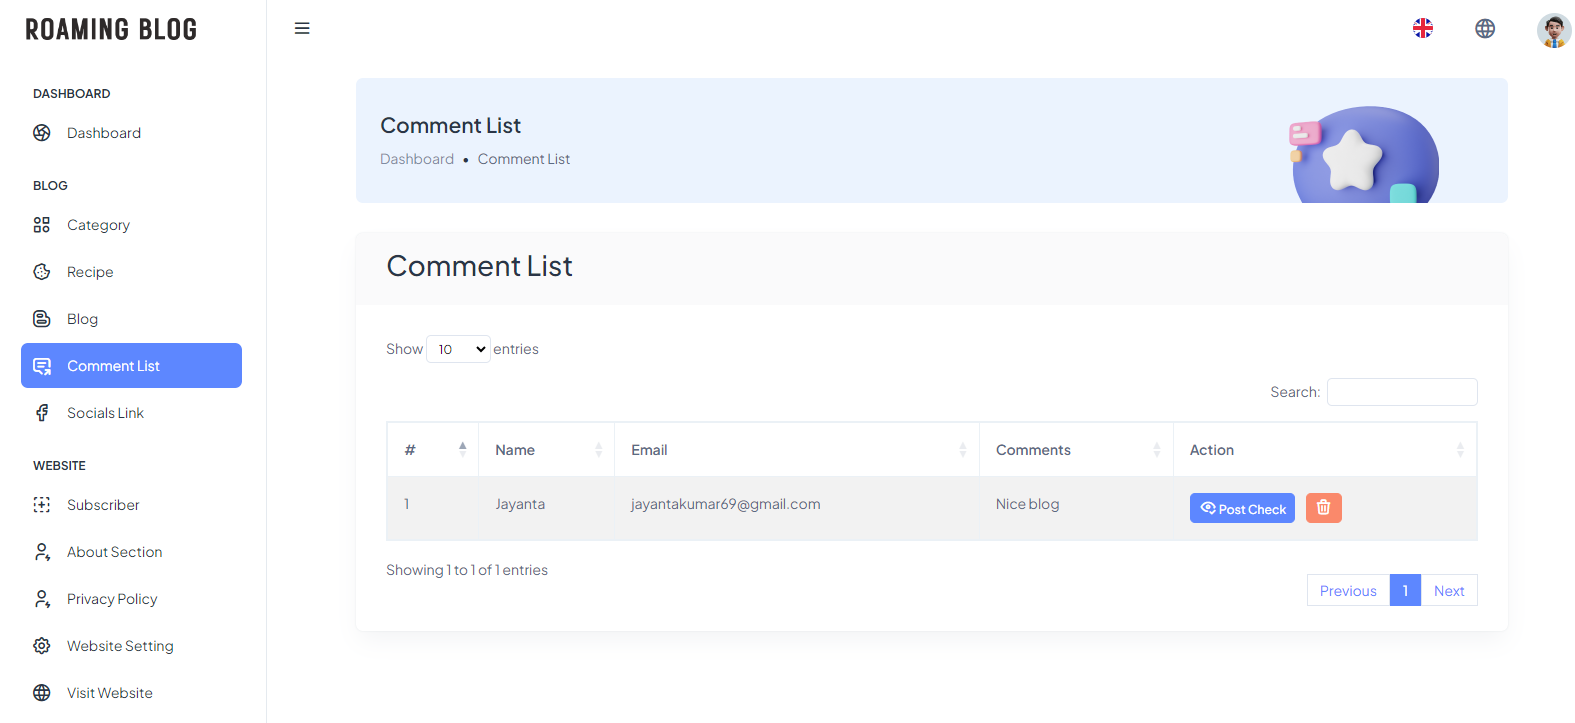 ROAMING BLOG
DASHBOARD
Dashboard
BLOG
Category
Recipe
Blog
Comment List
Socials Link
WEBSITE
Subscriber
About Section
Privacy Policy
Website Setting
Visit Website
Comment List
Dashboard • Comment List
Comment List
Show 10 entries
Search:
# Name Email Comments Action
1 Jayanta jayantakumar69@gmail.com Nice blog Post Check
Showing 1 to 1 of 1 entries
Previous 1 Next